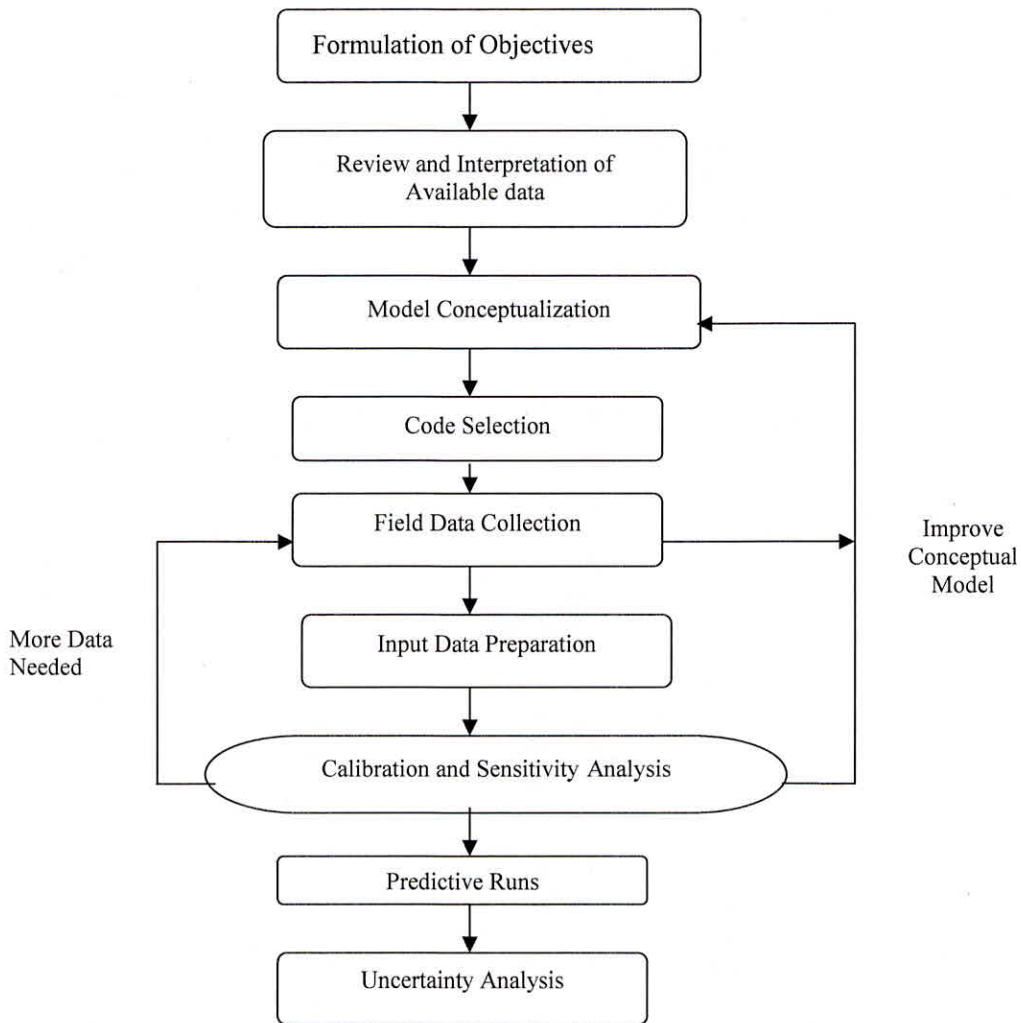 Formulation of Objectives
Review and Interpretation of
Available data
Model Conceptualization
Code Selection
Field Data Collection
Improve
Conceptual
Model
Input Data Preparation
More Data
Needed
Calibration and Sensitivity Analysis
Predictive Runs
Uncertainty Analysis